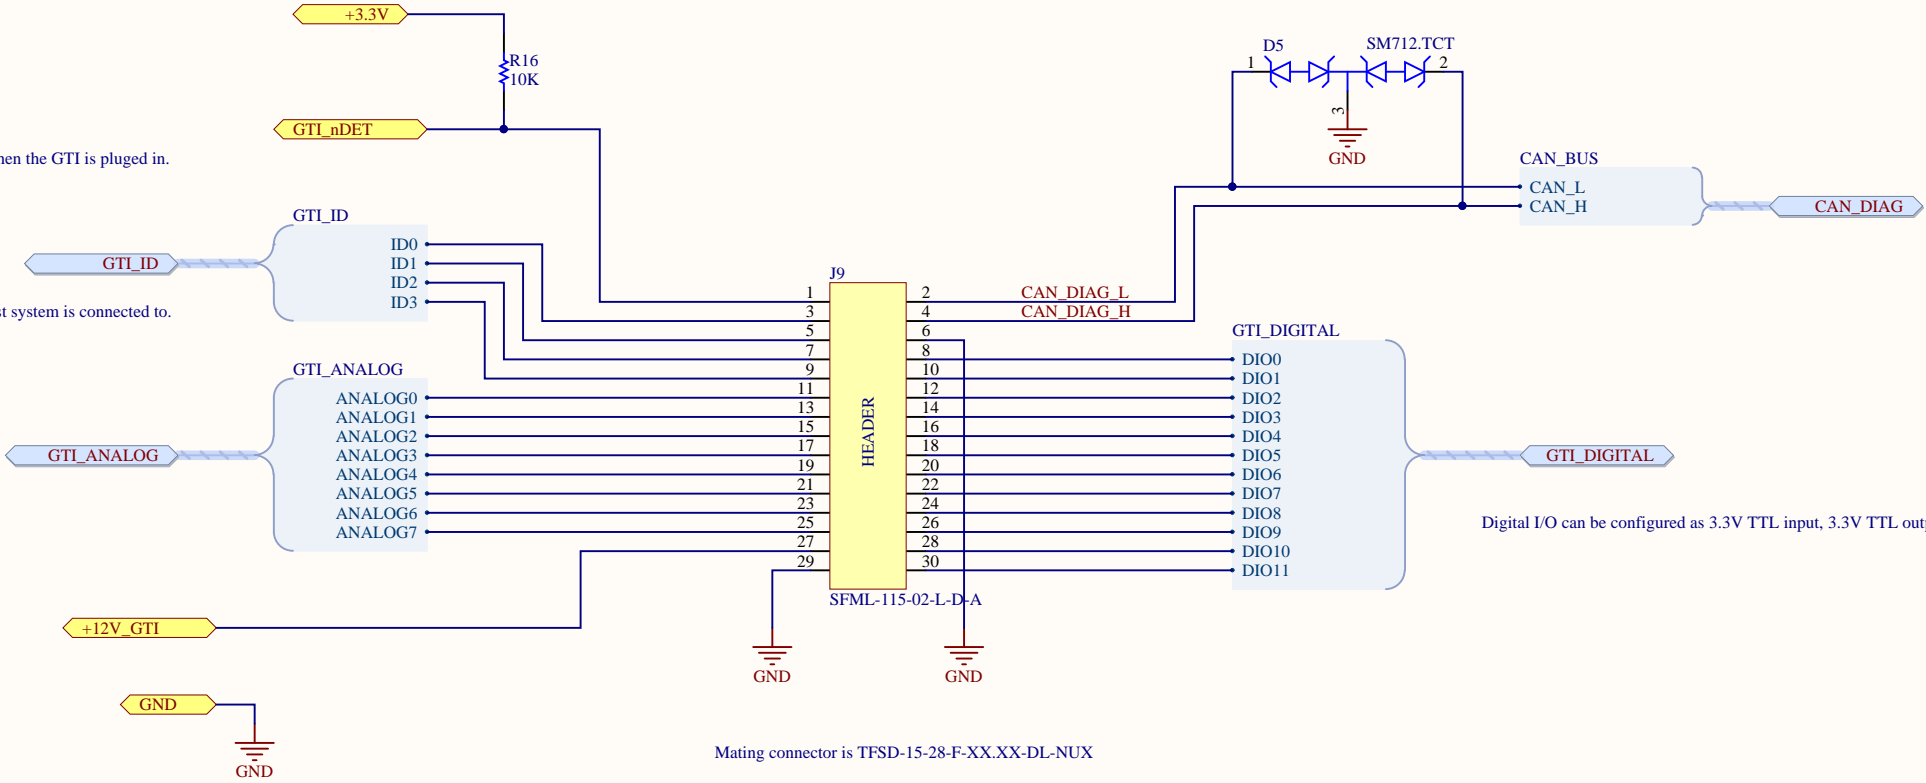 +3.3V
R16
10K
GTI_nDET
hen the GTI is pluged in.
GTI_ID
ID0
ID1
ID2
ID3
GTI_ID
st system is connected to.
GTI_ANALOG
ANALOG0
ANALOG1
ANALOG2
ANALOG3
ANALOG4
ANALOG5
ANALOG6
ANALOG7
GTI_ANALOG
+12V_GTI
GND
GND
J9
HEADER
1
3
5
7
9
11
13
15
17
19
21
23
25
27
29
2
4
6
8
10
12
14
16
18
20
22
24
26
28
30
SFML-115-02-L-D-A
GND
GND
Mating connector is TFSD-15-28-F-XX.XX-DL-NUX
CAN_DIAG_L
CAN_DIAG_H
D5
SM712.TCT
1
2
3
GND
CAN_BUS
CAN_L
CAN_H
CAN_DIAG
GTI_DIGITAL
DIO0
DIO1
DIO2
DIO3
DIO4
DIO5
DIO6
DIO7
DIO8
DIO9
DIO10
DIO11
GTI_DIGITAL
Digital I/O can be configured as 3.3V TTL input, 3.3V TTL out